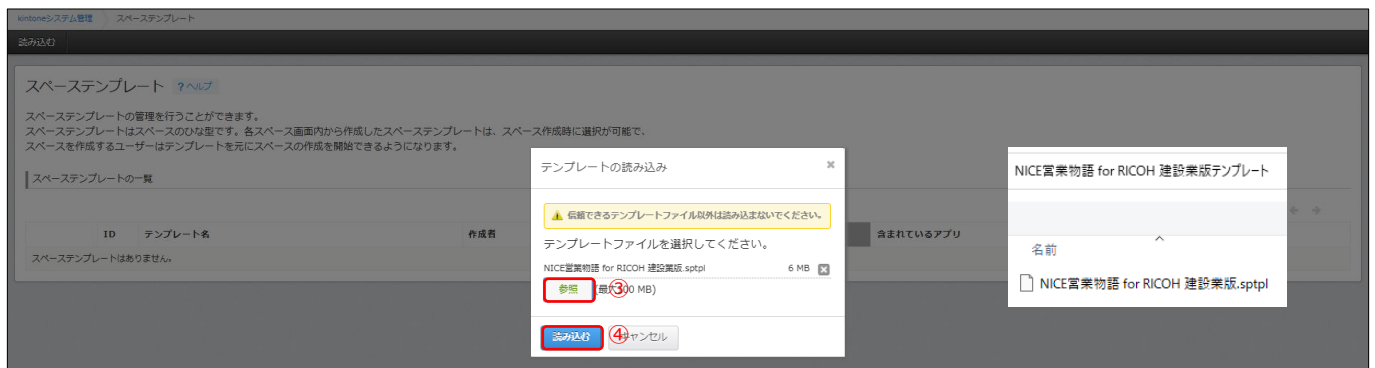 kintoneシステム管理 スペーステンプレート
読み込む
スペーステンプレート ?ヘルプ
スペーステンプレートの管理を行うことができます。
スペーステンプレートはスペースのひな型です。各スペース画面内から作成したスペーステンプレートは、スペース作成時に選択が可能で、
スペースを作成するユーザーはテンプレートを元にスペースの作成を開始できるようになります。
スペーステンプレートの一覧
ID テンプレート名 作成者 含まれているアプリ
スペーステンプレートはありません。
テンプレートの読み込み ×
信頼できるテンプレートファイル以外は読み込まないでください。
テンプレートファイルを選択してください。
NICE営業物語 for RICOH 建設業版.sptpl 6 MB
参照 ③ (最大 00 MB)
読み込む ④ キャンセル
NICE営業物語 for RICOH 建設業版テンプレート
名前
NICE営業物語 for RICOH 建設業版.sptpl